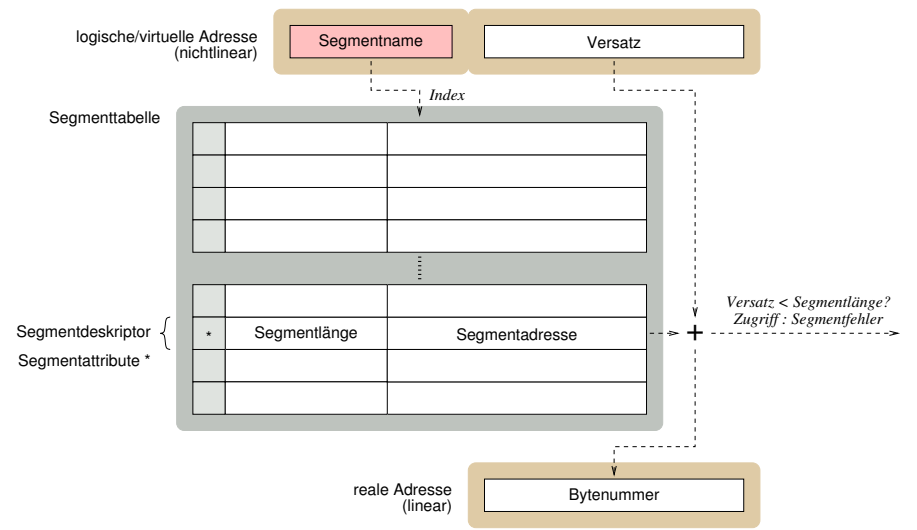 logische/virtuelle Adresse
(nichtlinear)
Segmentname
Versatz
Index
Segmenttabelle
Versatz < Segmentlänge?
Zugriff : Segmentfehler
Segmentdeskriptor
* Segmentlänge Segmentadresse
+
Segmentattribute *
reale Adresse
(linear)
Bytenummer